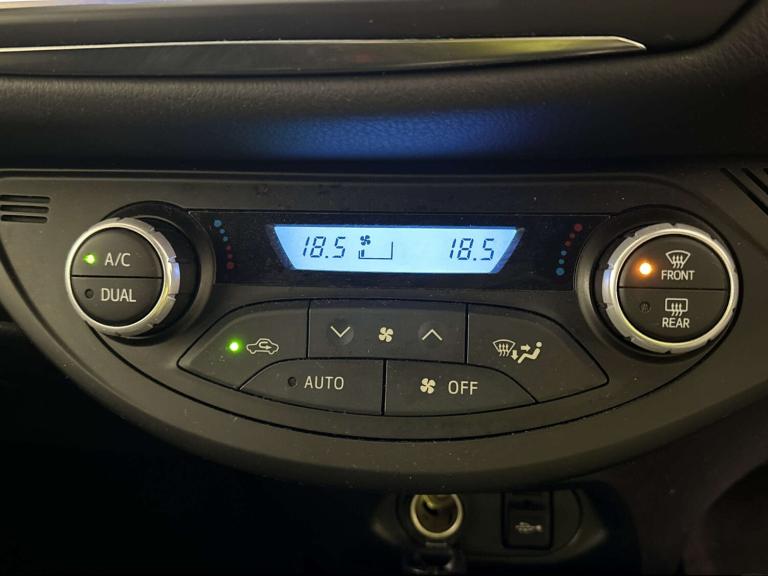 18.5 18.5
A/C
DUAL
FRONT
REAR
AUTO
OFF